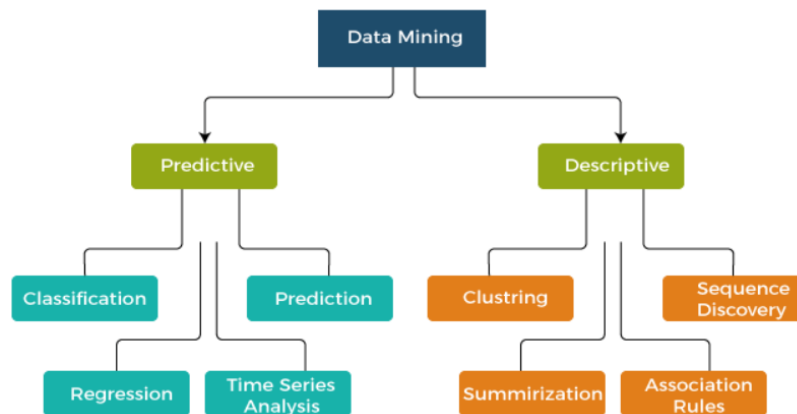 Data Mining
Predictive
Descriptive
Classification
Prediction
Clustring
Sequence
Discovery
Regression
Time Series
Analysis
Summirization
Association
Rules